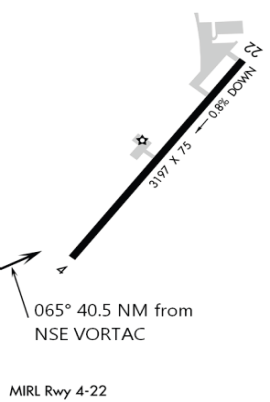 22
0.8% DOWN
3197 X 75
4
065° 40.5 NM from
NSE VORTAC
MIRL Rwy 4-22